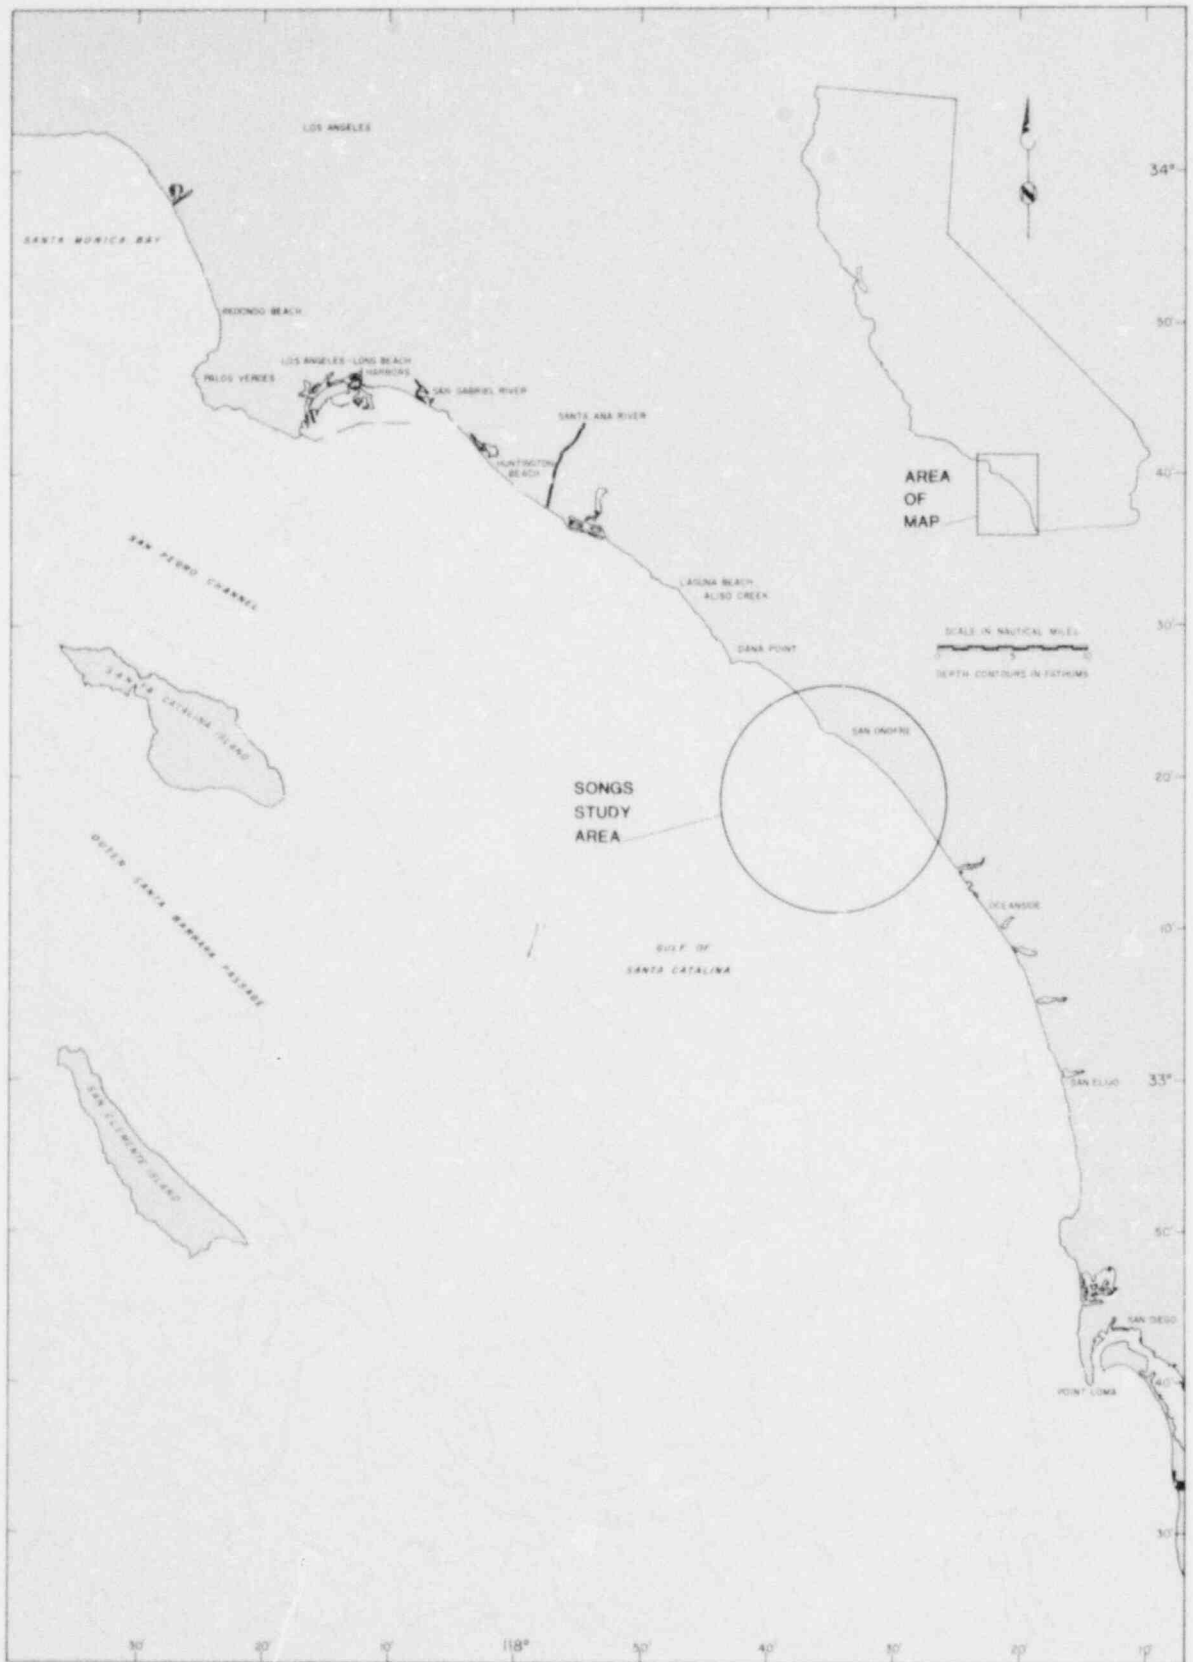 LOS ANGELES
34°
SANTA MONICA BAY
REDONDO BEACH
50'
LOS ANGELES-LONG BEACH
HARBORS
PALOS VERDES
SAN GABRIEL RIVER
SANTA ANA RIVER
HUNTINGTON
BEACH
AREA
OF
MAP
40'
SAN PEDRO CHANNEL
LAGUNA BEACH
ALISO CREEK
30'
SCALE IN NAUTICAL MILES
0 5 10
DEPTH CONTOURS IN FATHOMS
DANA POINT
SANTA CATALINA ISLAND
SAN ONOFRE
20'
SONGS
STUDY
AREA
OUTER SANTA BARBARA PASSAGE
OCEANSIDE
10'
GULF OF
SANTA CATALINA
33°
SAN ELIJO
SAN CLEMENTE ISLAND
50'
SAN DIEGO
40'
POINT LOMA
30'
30' 20' 10' 118° 50' 40' 30' 20' 10'